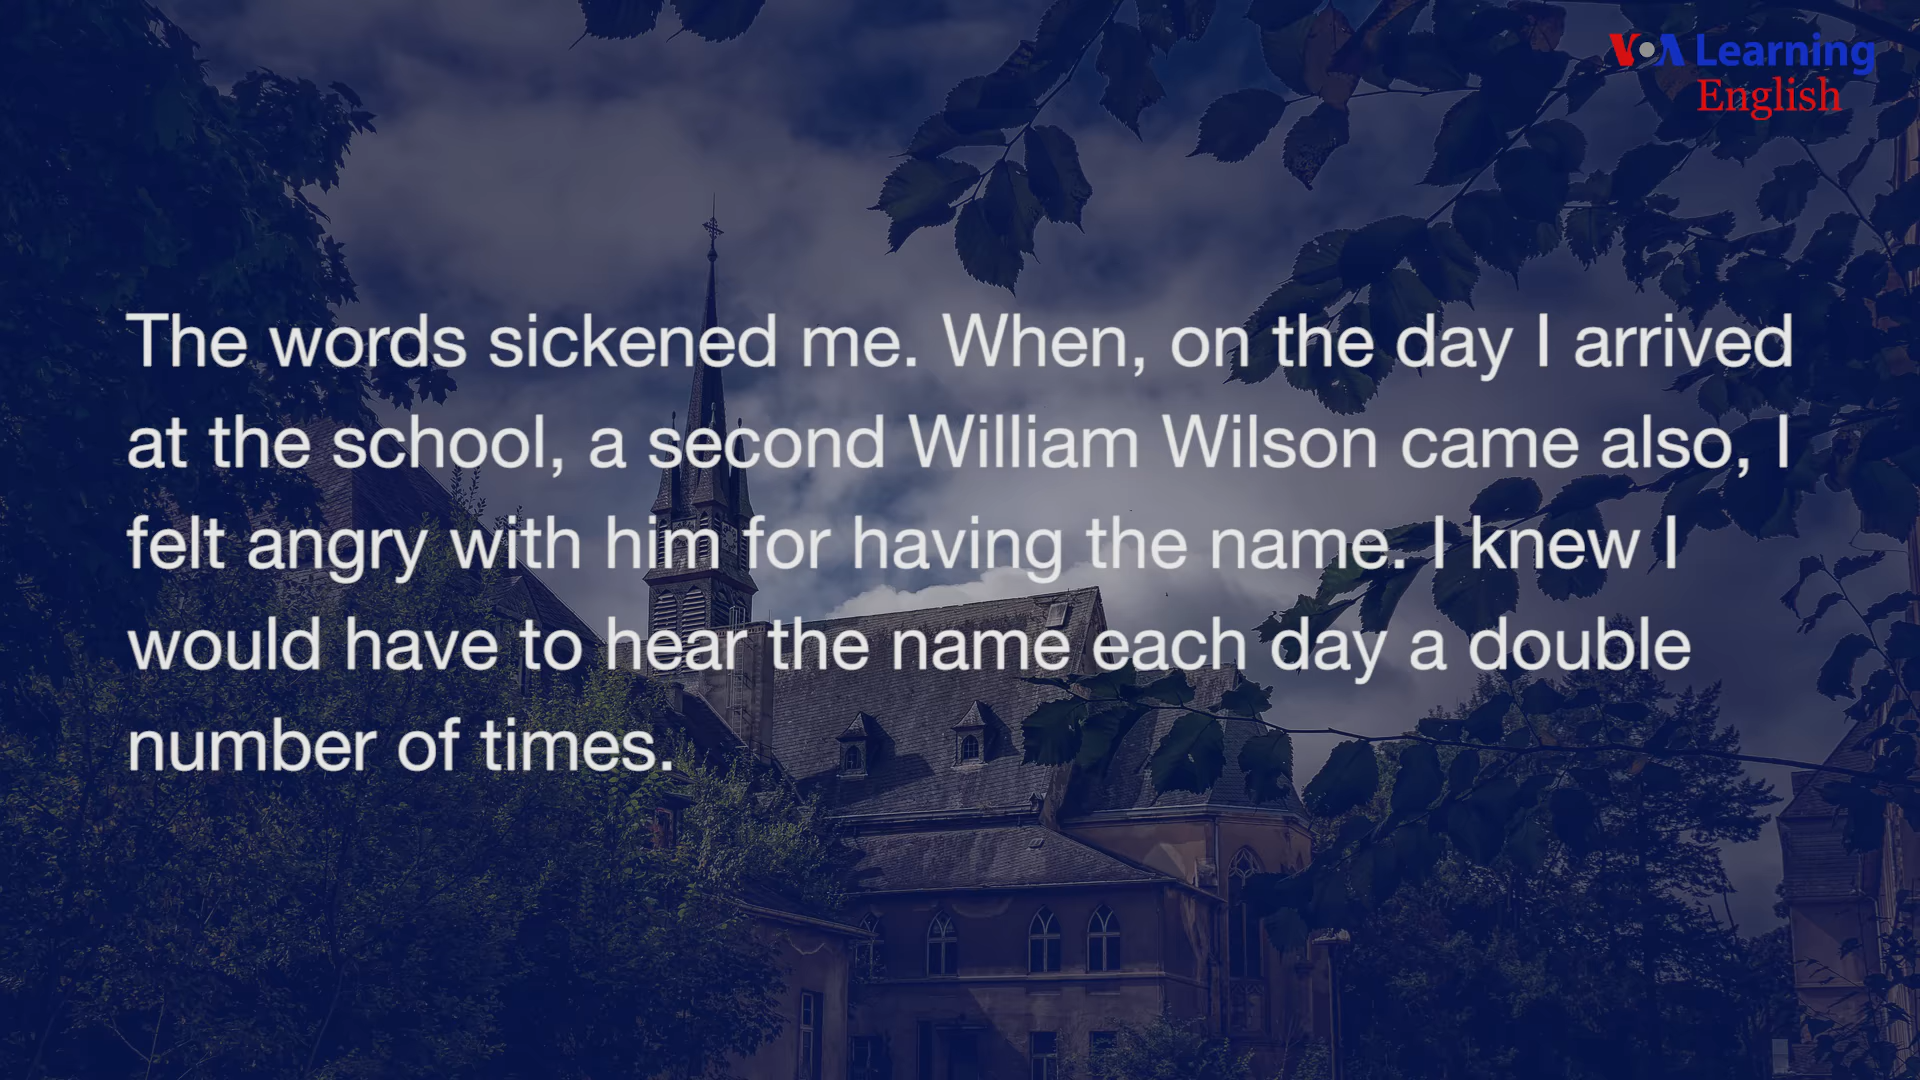 VOA Learning
English
The words sickened me. When, on the day I arrived
at the school, a second William Wilson came also, I
felt angry with him for having the name. I knew I
would have to hear the name each day a double
number of times.